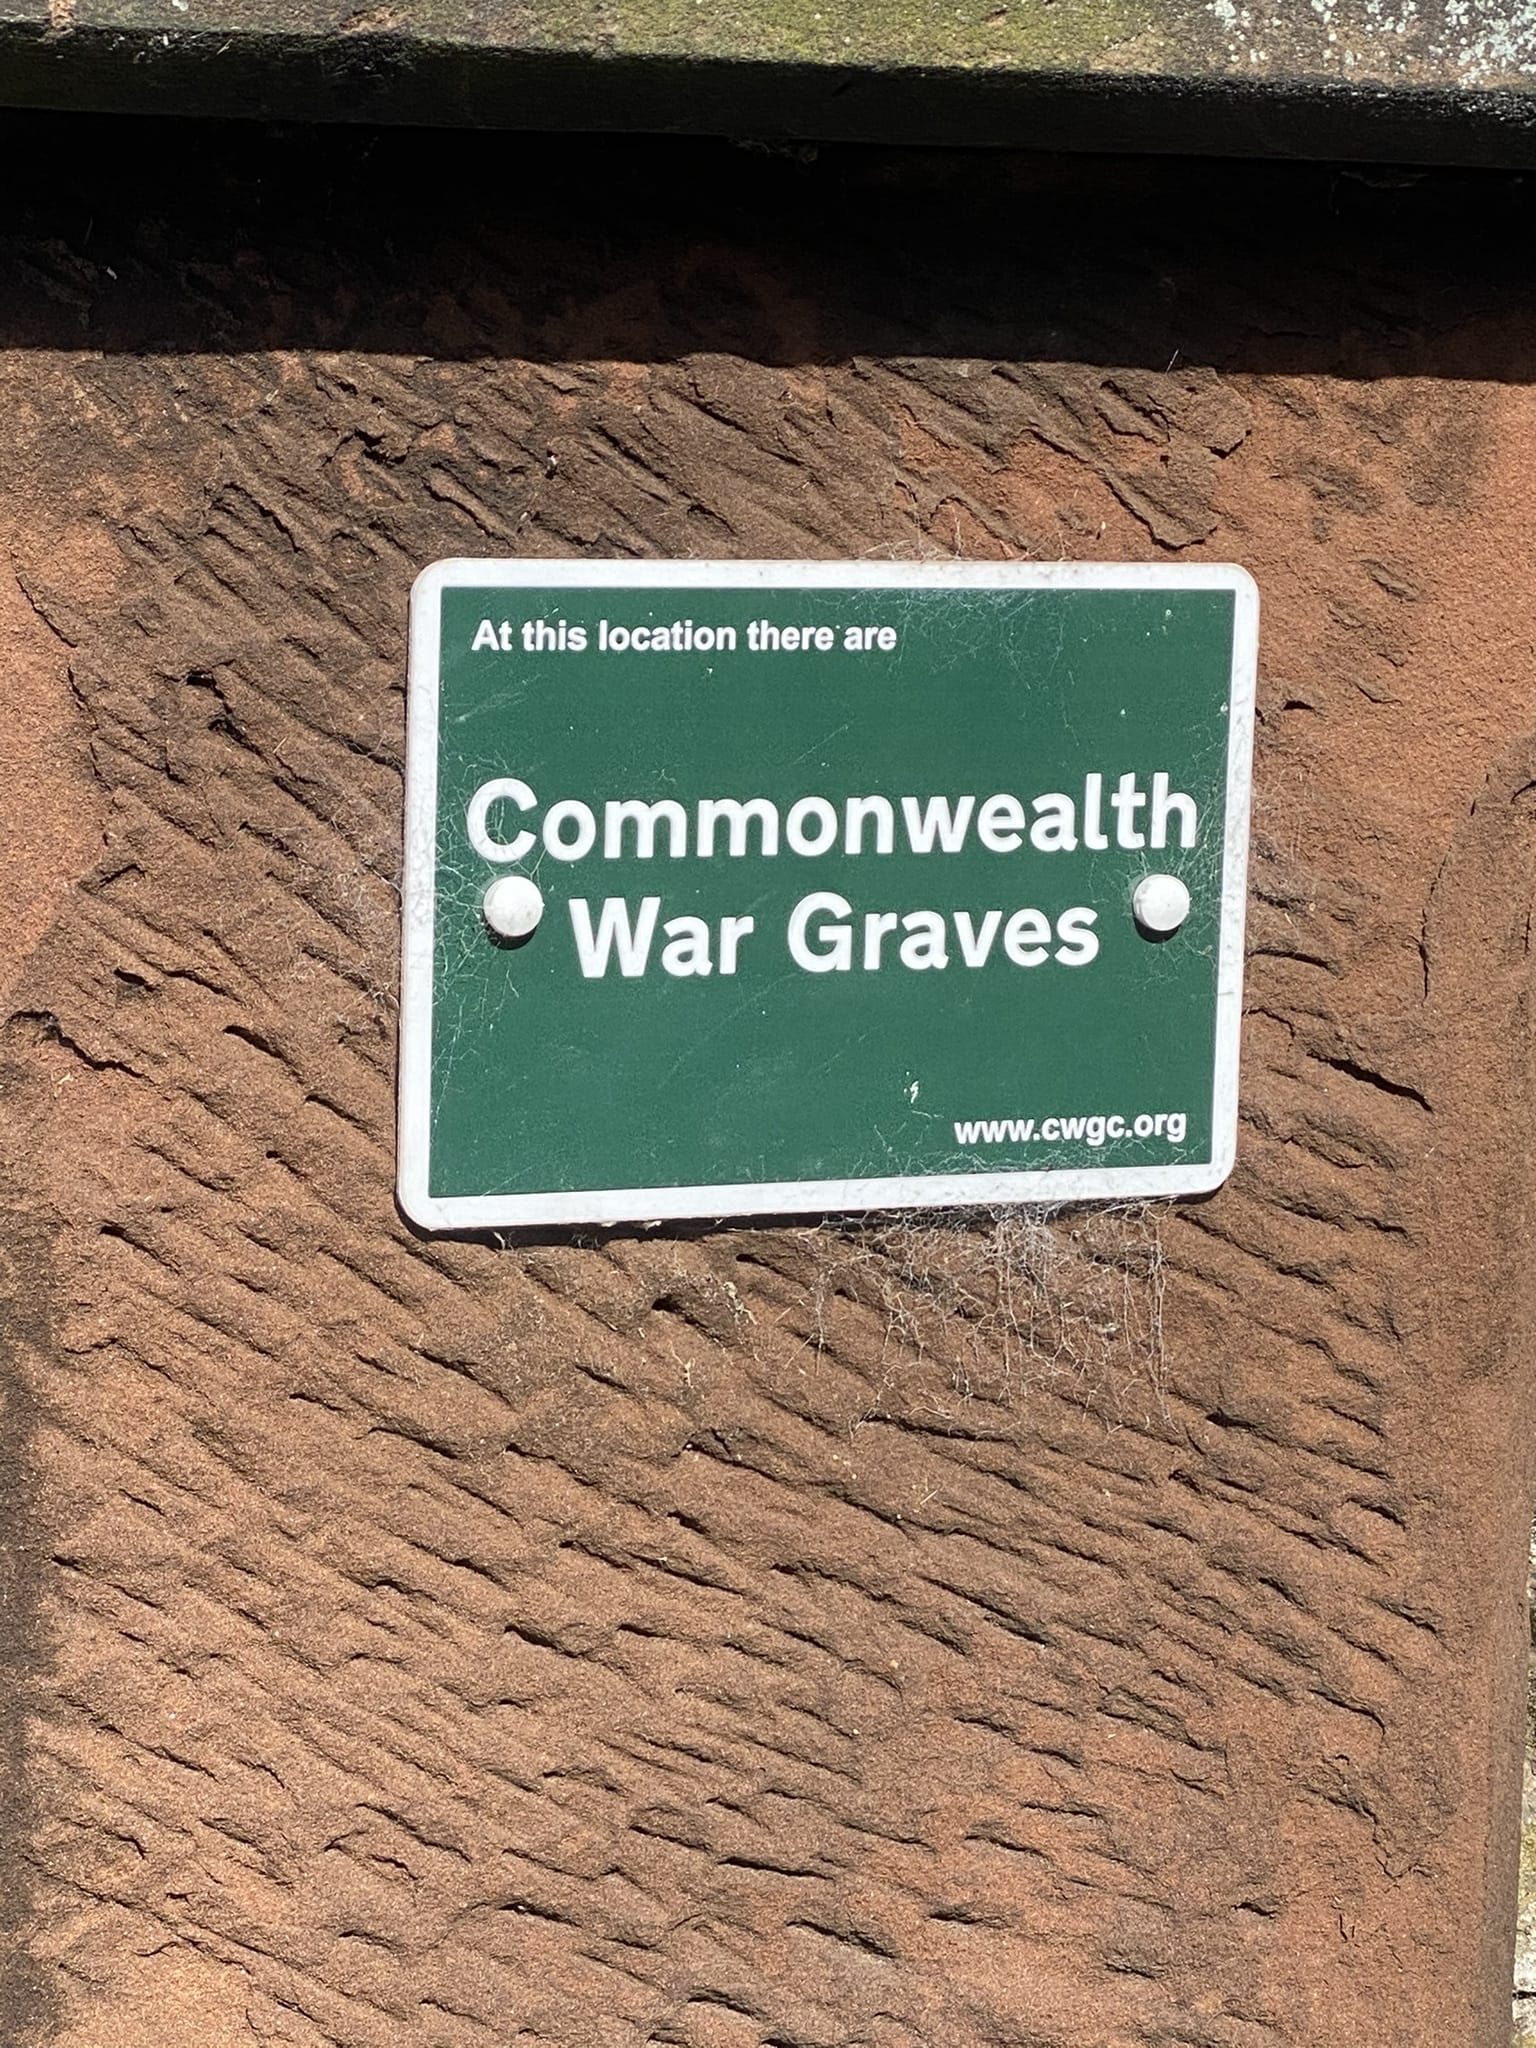 At this location there are
Commonwealth
War Graves
www.cwgc.org